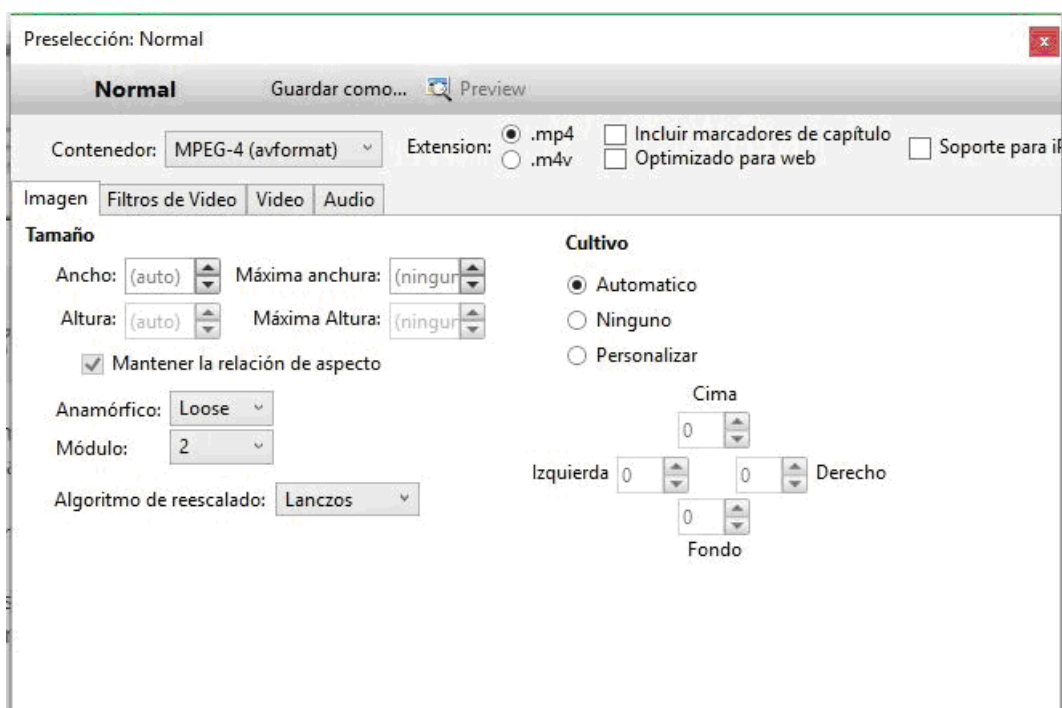 Preselección: Normal
x
Normal Guardar como... Preview
Contenedor: MPEG-4 (avformat) Extension: .mp4 Incluir marcadores de capítulo
.m4v Optimizado para web Soporte para
Imagen Filtros de Video Video Audio
Tamaño
Ancho: (auto) Máxima anchura: (ningur
Altura: (auto) Máxima Altura: (ningur
Mantener la relación de aspecto
Anamórfico: Loose
Módulo: 2
Algoritmo de reescalado: Lanczos
Cultivo
Automatico
Ninguno
Personalizar
Cima
0
Izquierda 0 0 Derecho
0
Fondo